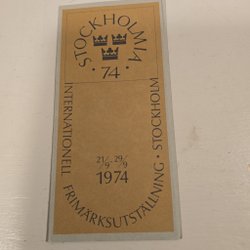 STOCKHOLMIA
· 74 ·
INTERNATIONELL FRIMÄRKSUTSTÄLLNING · STOCKHOLM
21/9 29/9
1974